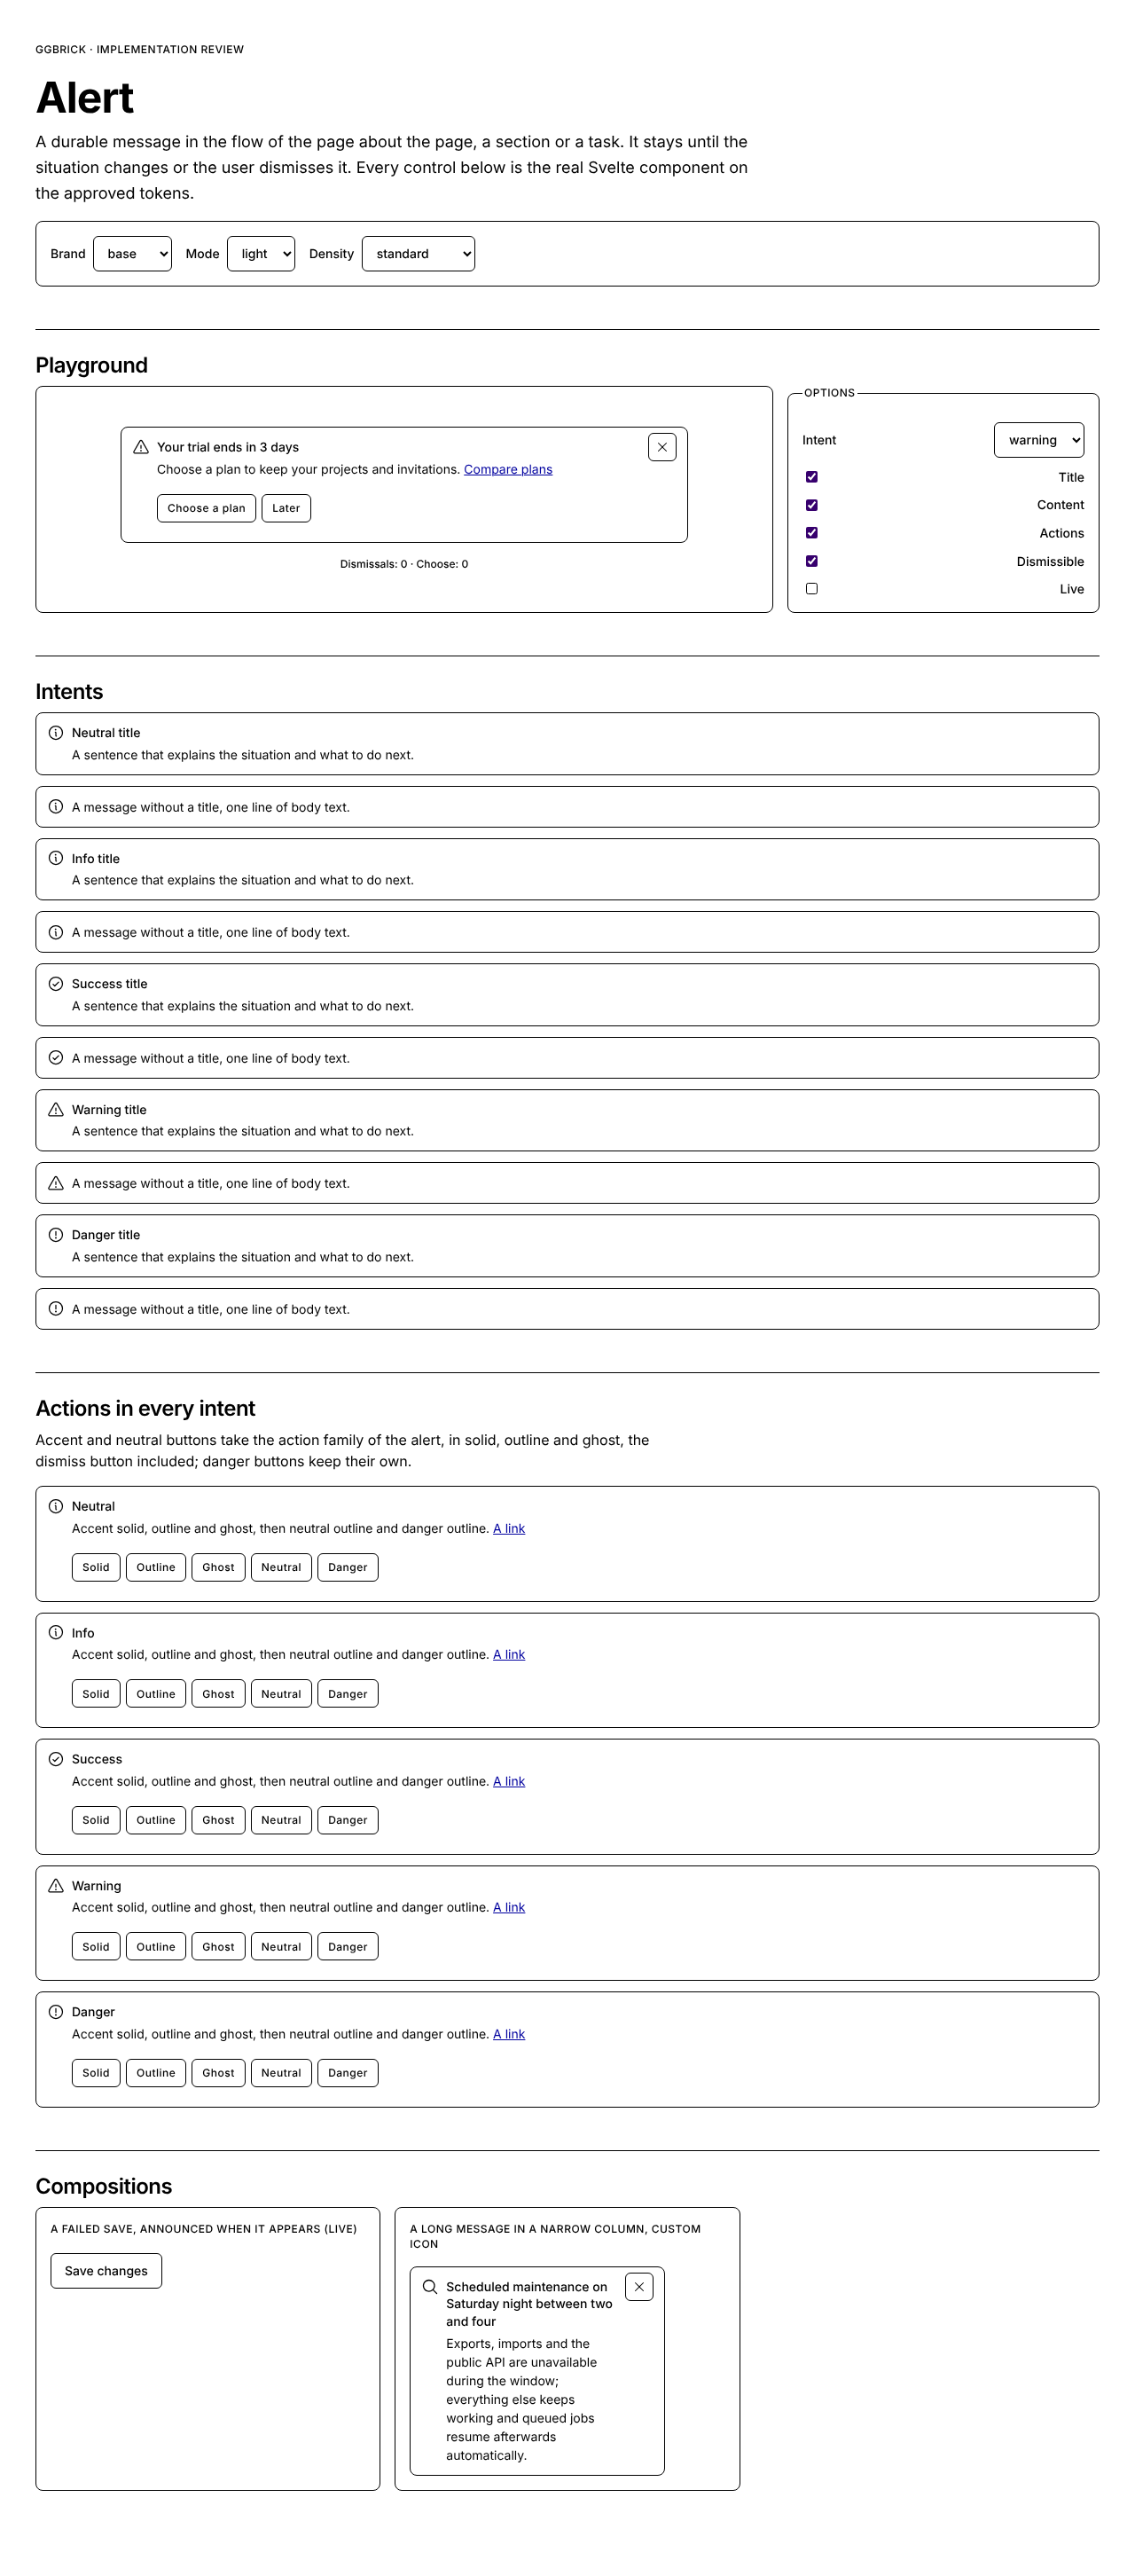 GGBRICK · IMPLEMENTATION REVIEW
Alert
A durable message in the flow of the page about the page, a section or a task. It stays until the
situation changes or the user dismisses it. Every control below is the real Svelte component on
the approved tokens.
Brand base Mode light Density standard
Playground
Your trial ends in 3 days
Choose a plan to keep your projects and invitations. Compare plans
Choose a plan Later
Dismissals: 0 · Choose: 0
OPTIONS
Intent warning
Title
Content
Actions
Dismissible
Live
Intents
Neutral title
A sentence that explains the situation and what to do next.
A message without a title, one line of body text.
Info title
A sentence that explains the situation and what to do next.
A message without a title, one line of body text.
Success title
A sentence that explains the situation and what to do next.
A message without a title, one line of body text.
Warning title
A sentence that explains the situation and what to do next.
A message without a title, one line of body text.
Danger title
A sentence that explains the situation and what to do next.
A message without a title, one line of body text.
Actions in every intent
Accent and neutral buttons take the action family of the alert, in solid, outline and ghost, the
dismiss button included; danger buttons keep their own.
Neutral
Accent solid, outline and ghost, then neutral outline and danger outline. A link
Solid Outline Ghost Neutral Danger
Info
Accent solid, outline and ghost, then neutral outline and danger outline. A link
Solid Outline Ghost Neutral Danger
Success
Accent solid, outline and ghost, then neutral outline and danger outline. A link
Solid Outline Ghost Neutral Danger
Warning
Accent solid, outline and ghost, then neutral outline and danger outline. A link
Solid Outline Ghost Neutral Danger
Danger
Accent solid, outline and ghost, then neutral outline and danger outline. A link
Solid Outline Ghost Neutral Danger
Compositions
A FAILED SAVE, ANNOUNCED WHEN IT APPEARS (LIVE)
Save changes
A LONG MESSAGE IN A NARROW COLUMN, CUSTOM
ICON
Scheduled maintenance on
Saturday night between two
and four
Exports, imports and the
public API are unavailable
during the window;
everything else keeps
working and queued jobs
resume afterwards
automatically.